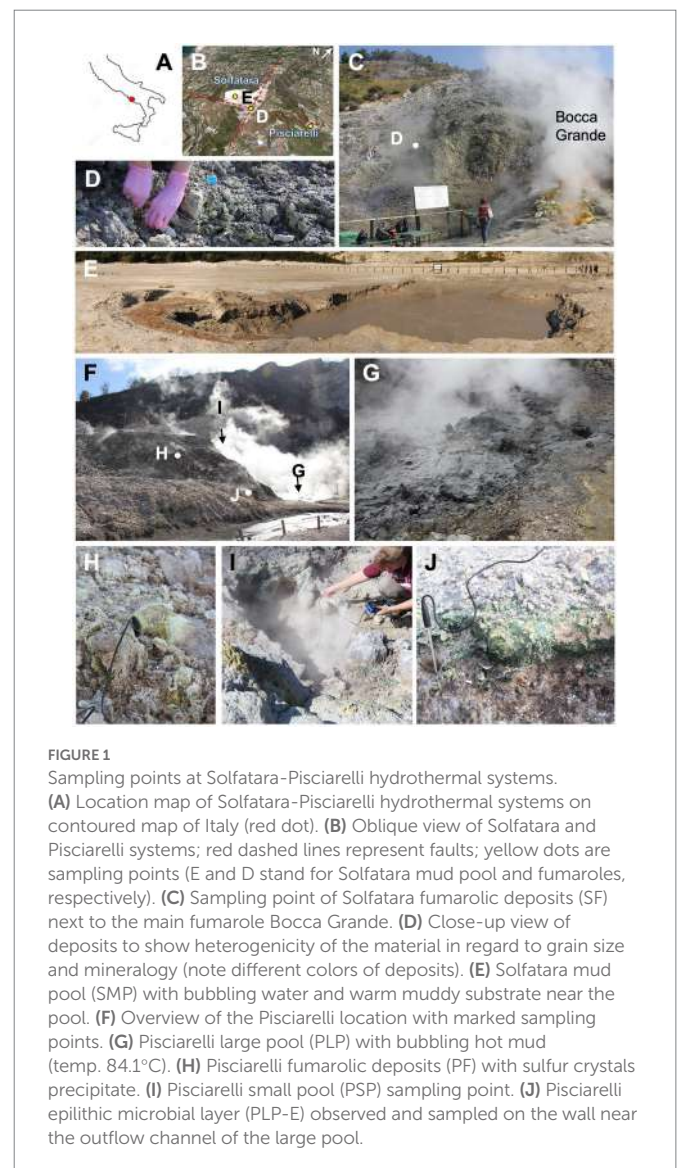 A
B
N
Solfatara
E
D
Pisciarelli
C
D
Bocca
Grande
D
E
F
I
H
G
J
G
H
I
J
FIGURE 1
Sampling points at Solfatara-Pisciarelli hydrothermal systems.
(A) Location map of Solfatara-Pisciarelli hydrothermal systems on
contoured map of Italy (red dot). (B) Oblique view of Solfatara and
Pisciarelli systems; red dashed lines represent faults; yellow dots are
sampling points (E and D stand for Solfatara mud pool and fumaroles,
respectively). (C) Sampling point of Solfatara fumarolic deposits (SF)
next to the main fumarole Bocca Grande. (D) Close-up view of
deposits to show heterogenicity of the material in regard to grain size
and mineralogy (note different colors of deposits). (E) Solfatara mud
pool (SMP) with bubbling water and warm muddy substrate near the
pool. (F) Overview of the Pisciarelli location with marked sampling
points. (G) Pisciarelli large pool (PLP) with bubbling hot mud
(temp. 84.1°C). (H) Pisciarelli fumarolic deposits (PF) with sulfur crystals
precipitate. (I) Pisciarelli small pool (PSP) sampling point. (J) Pisciarelli
epilithic microbial layer (PLP-E) observed and sampled on the wall near
the outflow channel of the large pool.